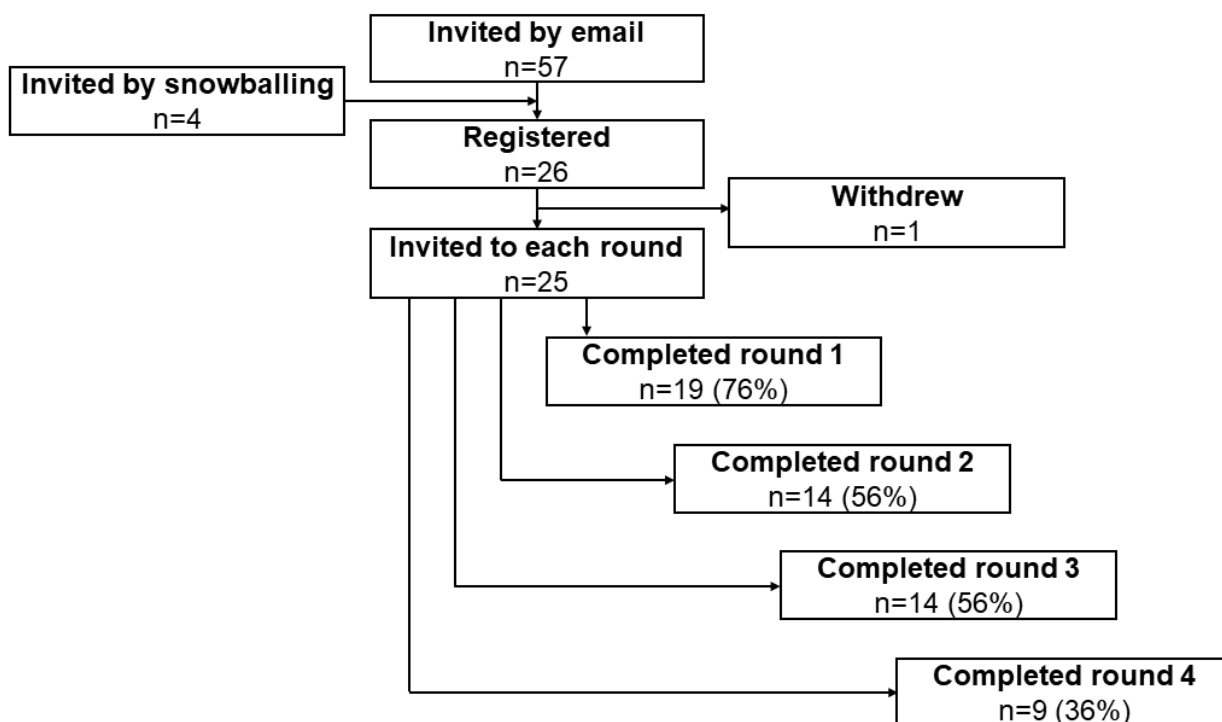 Invited by email
n=57
Invited by snowballing
n=4
Registered
n=26
Withdrew
n=1
Invited to each round
n=25
Completed round 1
n=19 (76%)
Completed round 2
n=14 (56%)
Completed round 3
n=14 (56%)
Completed round 4
n=9 (36%)